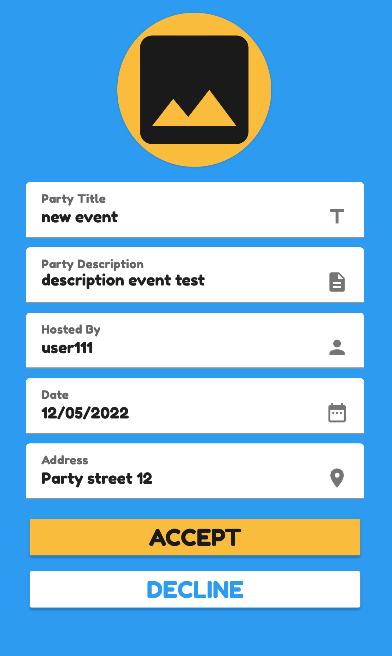 Party Title
new event
Party Description
description event test
Hosted By
user111
Date
12/05/2022
Address
Party street 12
ACCEPT
DECLINE